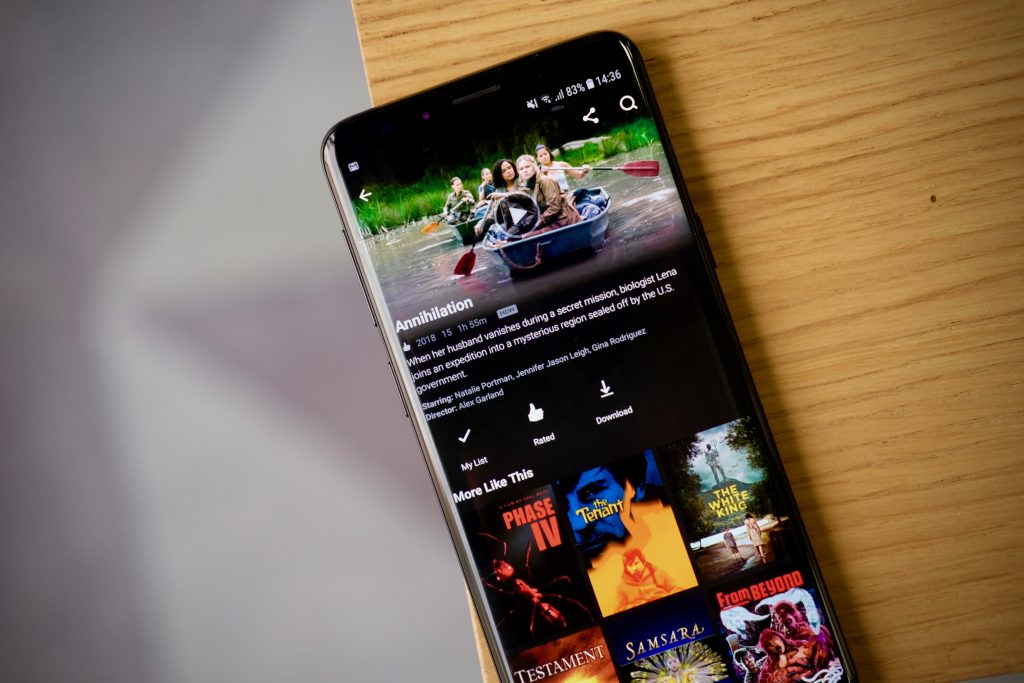 83% 14:36
Annihilation
2018 15 1h 55m HDR
When her husband vanishes during a secret mission, biologist Lena
joins an expedition into a mysterious region sealed off by the U.S.
government.
Starring: Natalie Portman, Jennifer Jason Leigh, Gina Rodriguez
Director: Alex Garland
My List
Rated
Download
More Like This
PHASE
IV
the
Tenant
THE
WHITE
KING
TESTAMENT
SAMSARA
FROM BEYOND